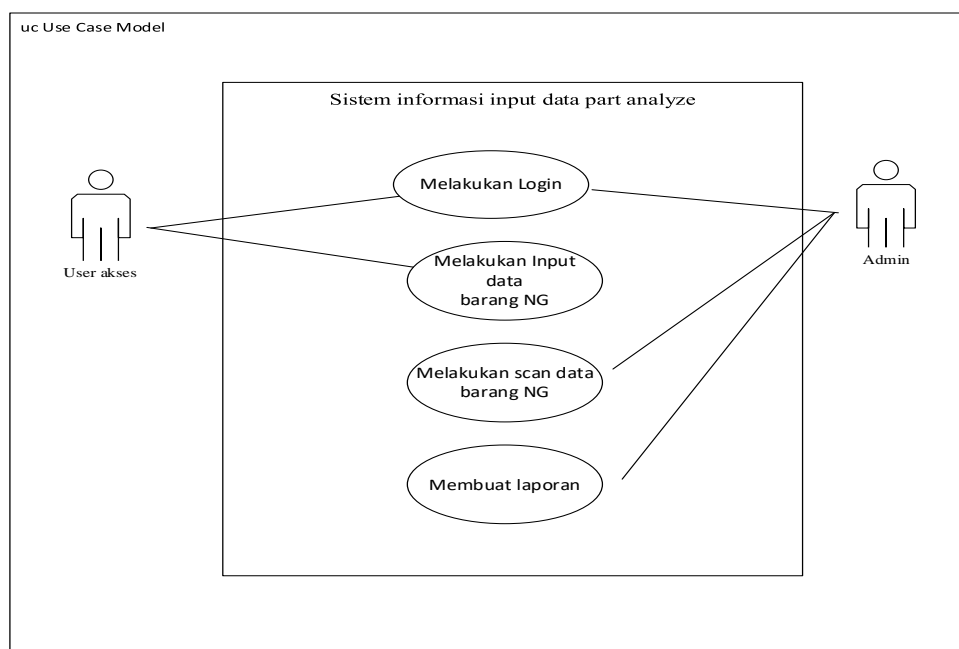 uc Use Case Model
Sistem informasi input data part analyze
Melakukan Login
User akses
Admin
Melakukan Input
data
barang NG
Melakukan scan data
barang NG
Membuat laporan